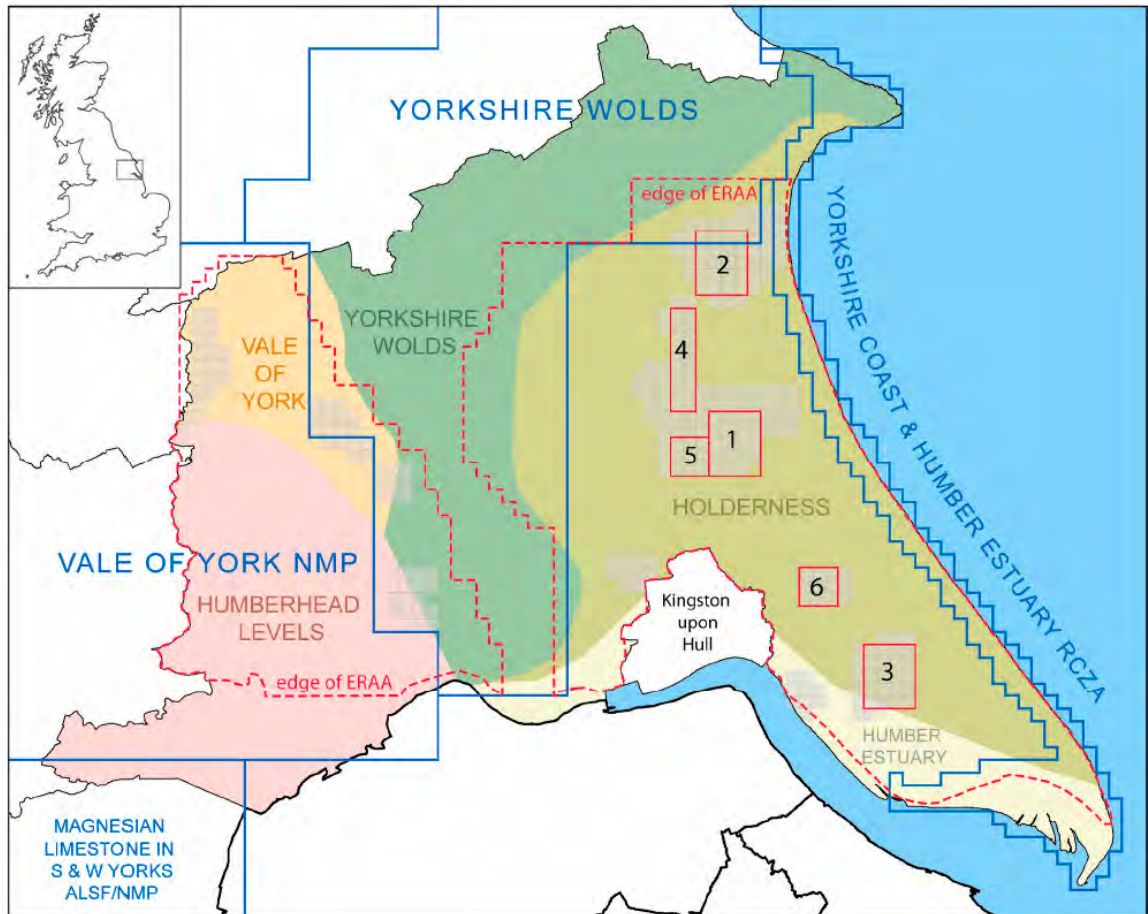 YORKSHIRE WOLDS
edge of ERAA
2
YORKSHIRE
WOLDS
VALE
OF
YORK
4
1
5
HOLDERNESS
YORKSHIRE COAST & HUMBER ESTUARY RCZA
VALE OF YORK NMP
HUMBERHEAD
LEVELS
6
Kingston
upon
Hull
3
edge of ERAA
HUMBER
ESTUARY
MAGNESIAN
LIMESTONE IN
S & W YORKS
ALSF/NMP